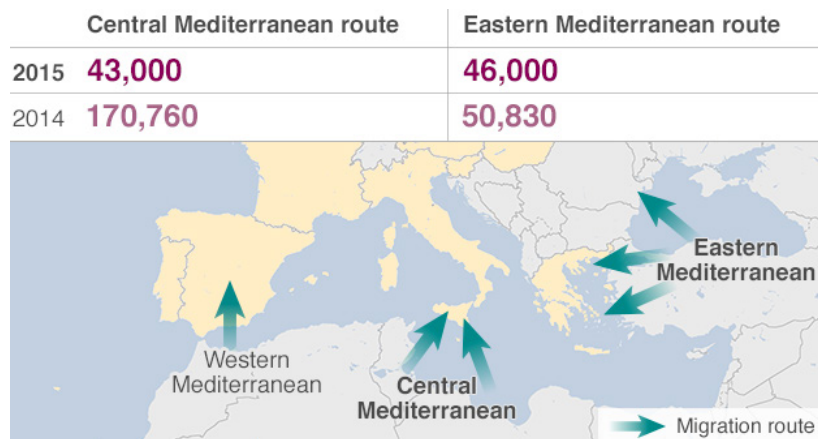 Central Mediterranean route Eastern Mediterranean route
2015 43,000 46,000
2014 170,760 50,830
Eastern
Mediterranean
Western
Mediterranean
Central
Mediterranean
Migration route